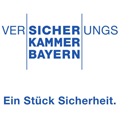 VERSICHERUNGS
KAMMER
BAYERN
Ein Stück Sicherheit.